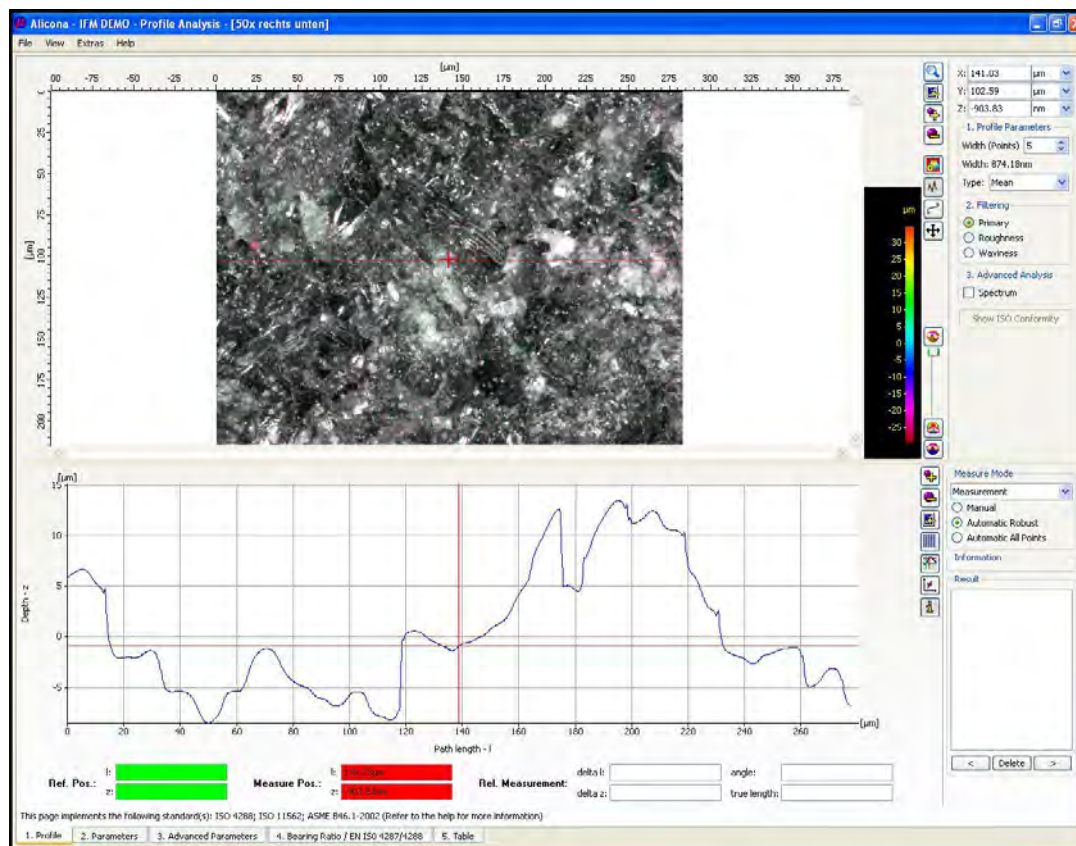 Alicona - IFM DEMO - Profile Analysis - [50x rechts unten]
File View Extras Help
[µm]
00 -75 -50 -25 0 25 50 75 100 125 150 175 200 225 250 275 300 325 350 375
[µm]
25
50
75
100
125
150
175
200
µm
30
25
20
15
10
5
0
-5
-10
-15
-20
-25
X: 141.03 µm
Y: 102.59 µm
Z: -903.83 nm
1. Profile Parameters
Width (Points) 5
Width: 874.18nm
Type: Mean
2. Filtering
Primary
Roughness
Waviness
3. Advanced Analysis
Spectrum
Show ISO Conformity
[µm]
15
10
5
0
-5
Depth - z
0 20 40 60 80 100 120 140 160 180 200 220 240 260
[µm]
Path length - l
Measure Mode
Measurement
Manual
Automatic Robust
Automatic All Points
Information
Result
< Delete >
Ref. Pos.: l: z:
Measure Pos.: l: z:
Rel. Measurement: delta l: angle:
delta z: true length:
This page implements the following standard(s): ISO 4288; ISO 11562; ASME B46.1-2002 (Refer to the help for more information)
1. Profile 2. Parameters 3. Advanced Parameters 4. Bearing Ratio / EN ISO 4287/4288 5. Table